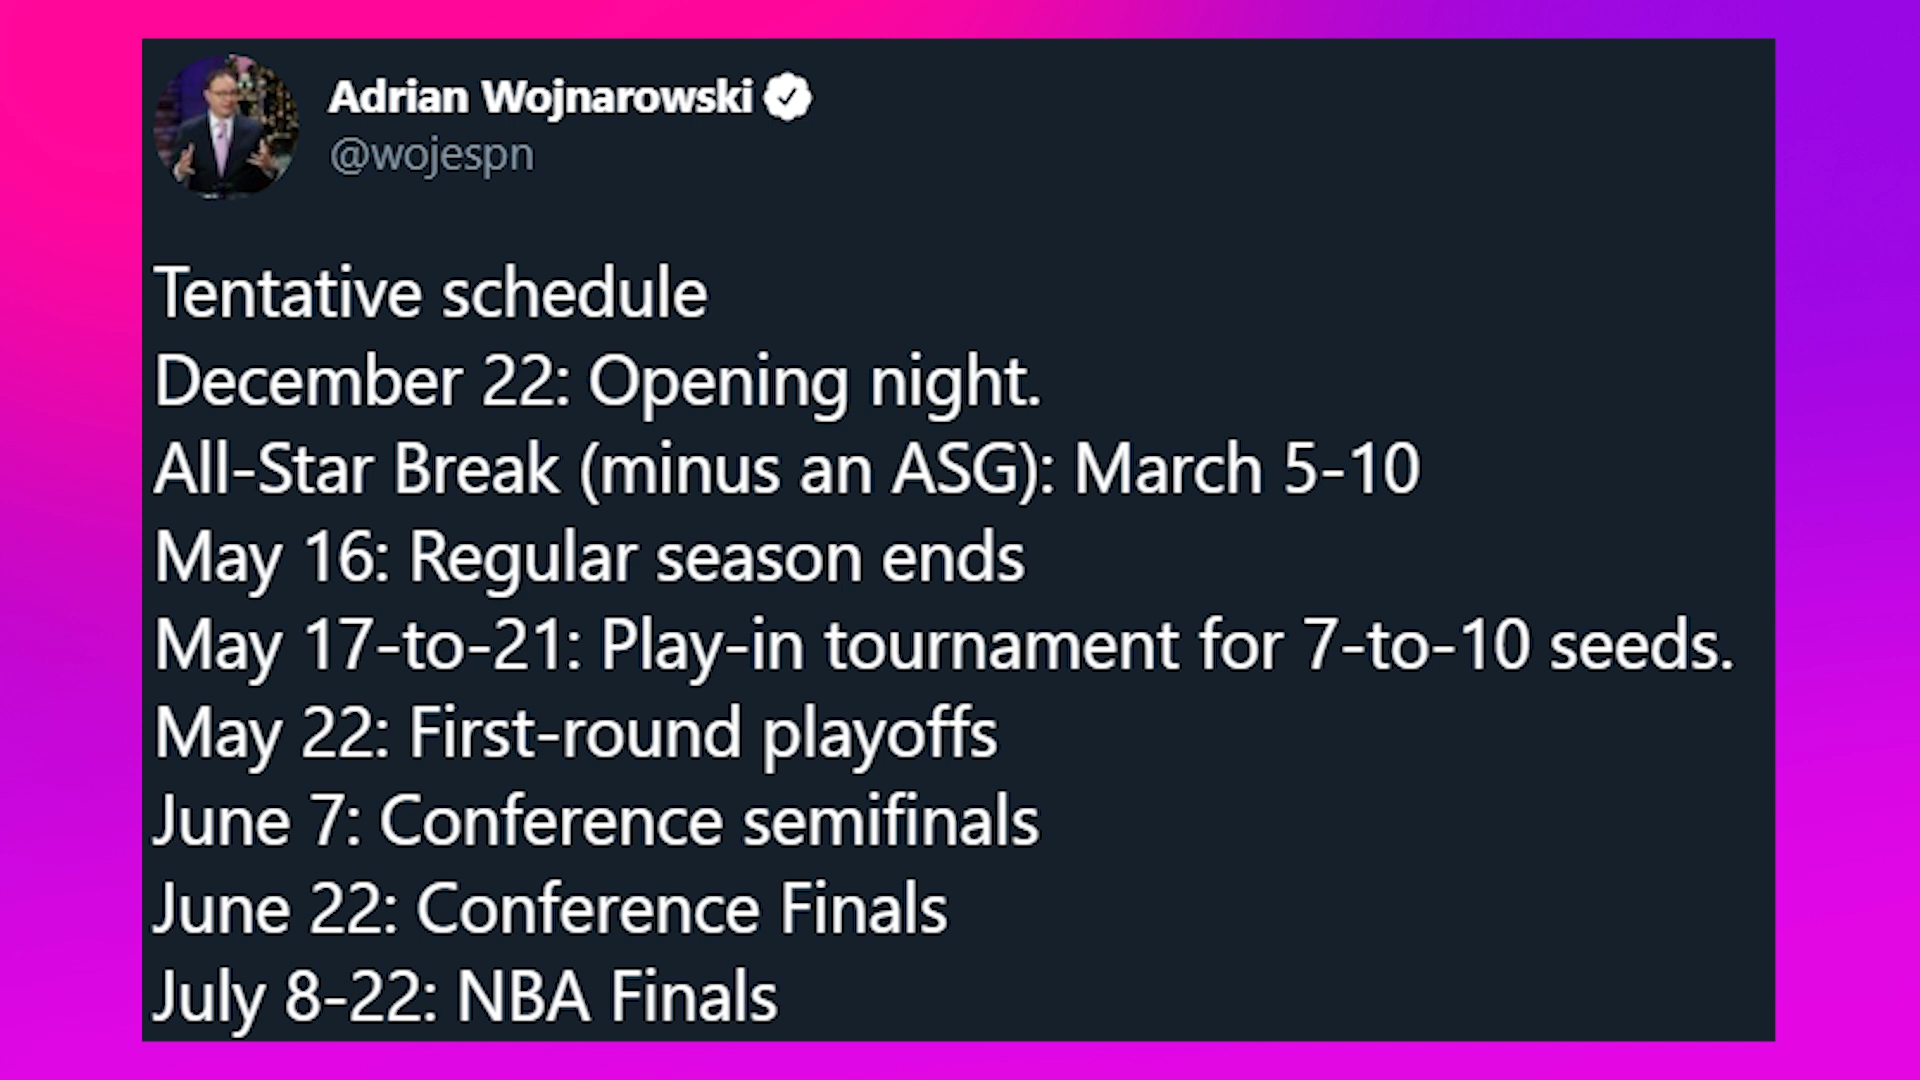 Adrian Wojnarowski
@wojespn
Tentative schedule
December 22: Opening night.
All-Star Break (minus an ASG): March 5-10
May 16: Regular season ends
May 17-to-21: Play-in tournament for 7-to-10 seeds.
May 22: First-round playoffs
June 7: Conference semifinals
June 22: Conference Finals
July 8-22: NBA Finals